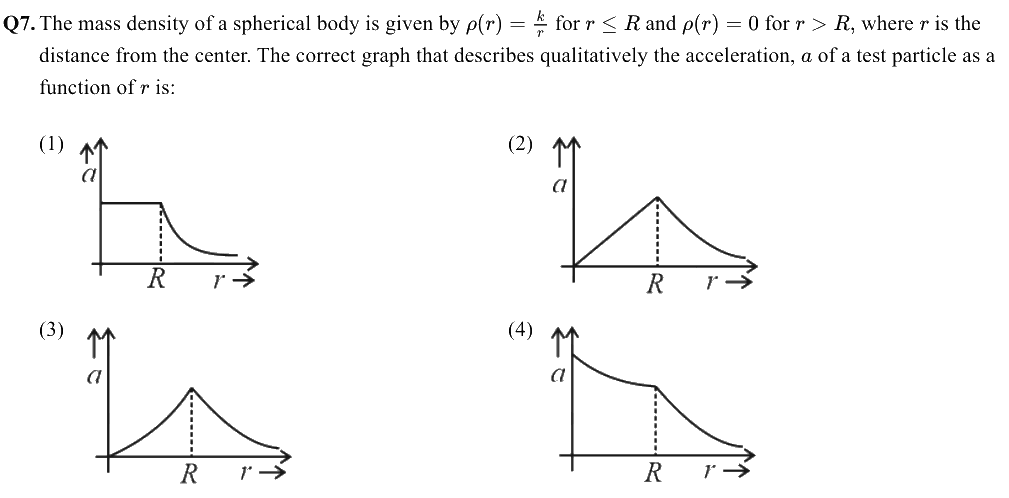 Q7. The mass density of a spherical body is given by ρ(r) = k/r for r ≤ R and ρ(r) = 0 for r > R, where r is the
distance from the center. The correct graph that describes qualitatively the acceleration, a of a test particle as a
function of r is:
(1)
a
R r →
(2)
a
R r →
(3)
a
R r →
(4)
a
R r →